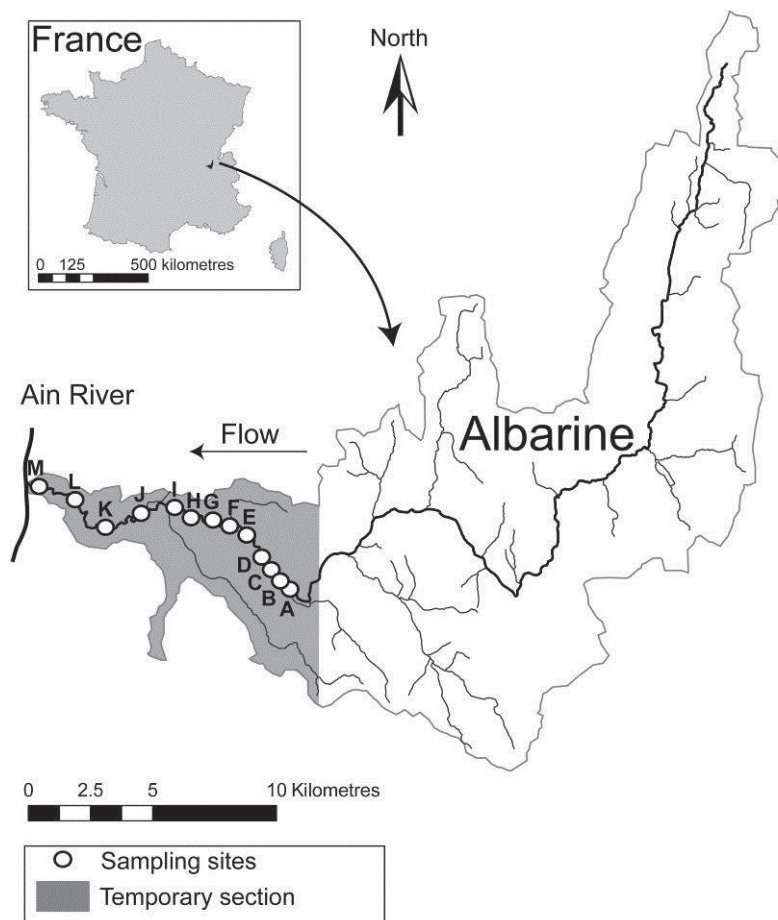 France
0 125 500 kilometres
North
Albarine
Ain River
Flow
M
L
K
J
I
H
G
F
E
D
C
B
A
0 2.5 5 10 Kilometres
Sampling sites
Temporary section